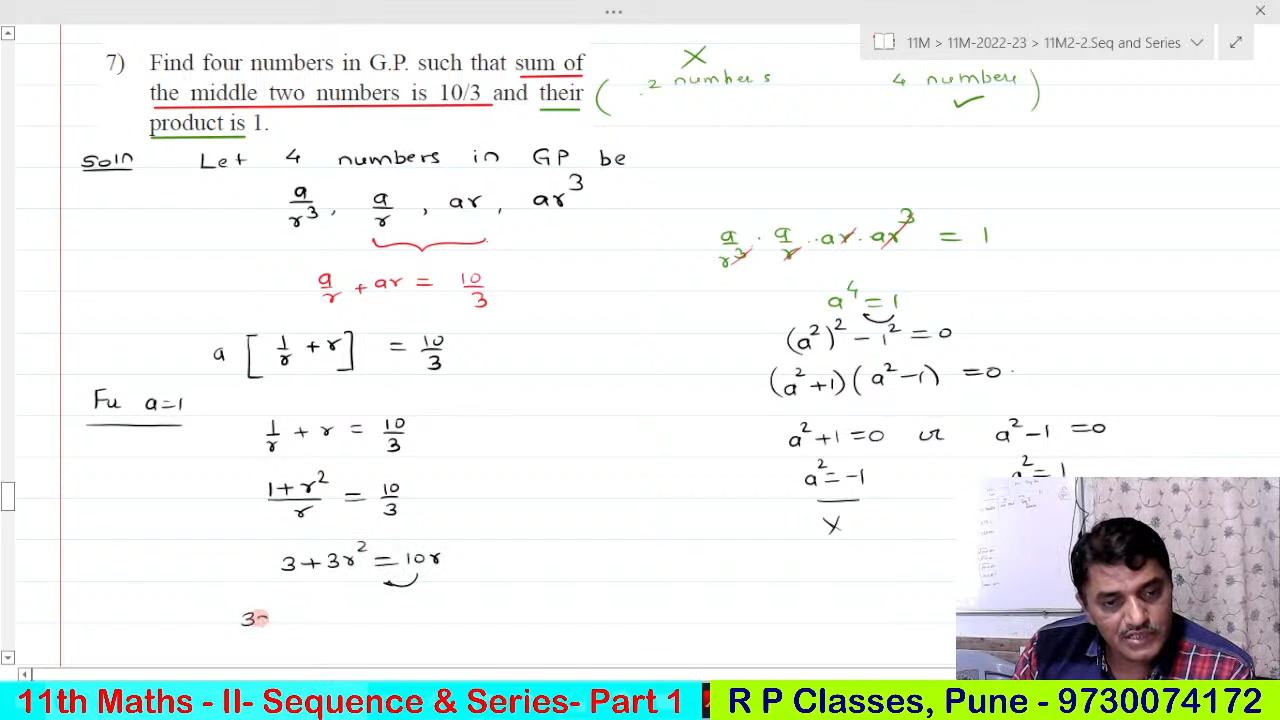 11M > 11M-2022-23 > 11M2-2.Seq and Series
7) Find four numbers in G.P. such that sum of
the middle two numbers is 10/3 and their
product is 1.
X
( 2 numbers 4 numbers ✓ )
Soln Let 4 numbers in GP be
a/r³, a/r, ar, ar³
a/r + ar = 10/3
a [ 1/r + r ] = 10/3
a/r³ · a/r · ar · ar³ = 1
a⁴ = 1
(a²)² - 1² = 0
(a² + 1) (a² - 1) = 0
a² + 1 = 0 or a² - 1 = 0
a² = -1 a² = 1
X
a = 1
1/r + r = 10/3
1 + r² / r = 10/3
3 + 3r² = 10r
3
11th Maths - II- Sequence & Series- Part 1
R P Classes, Pune - 9730074172